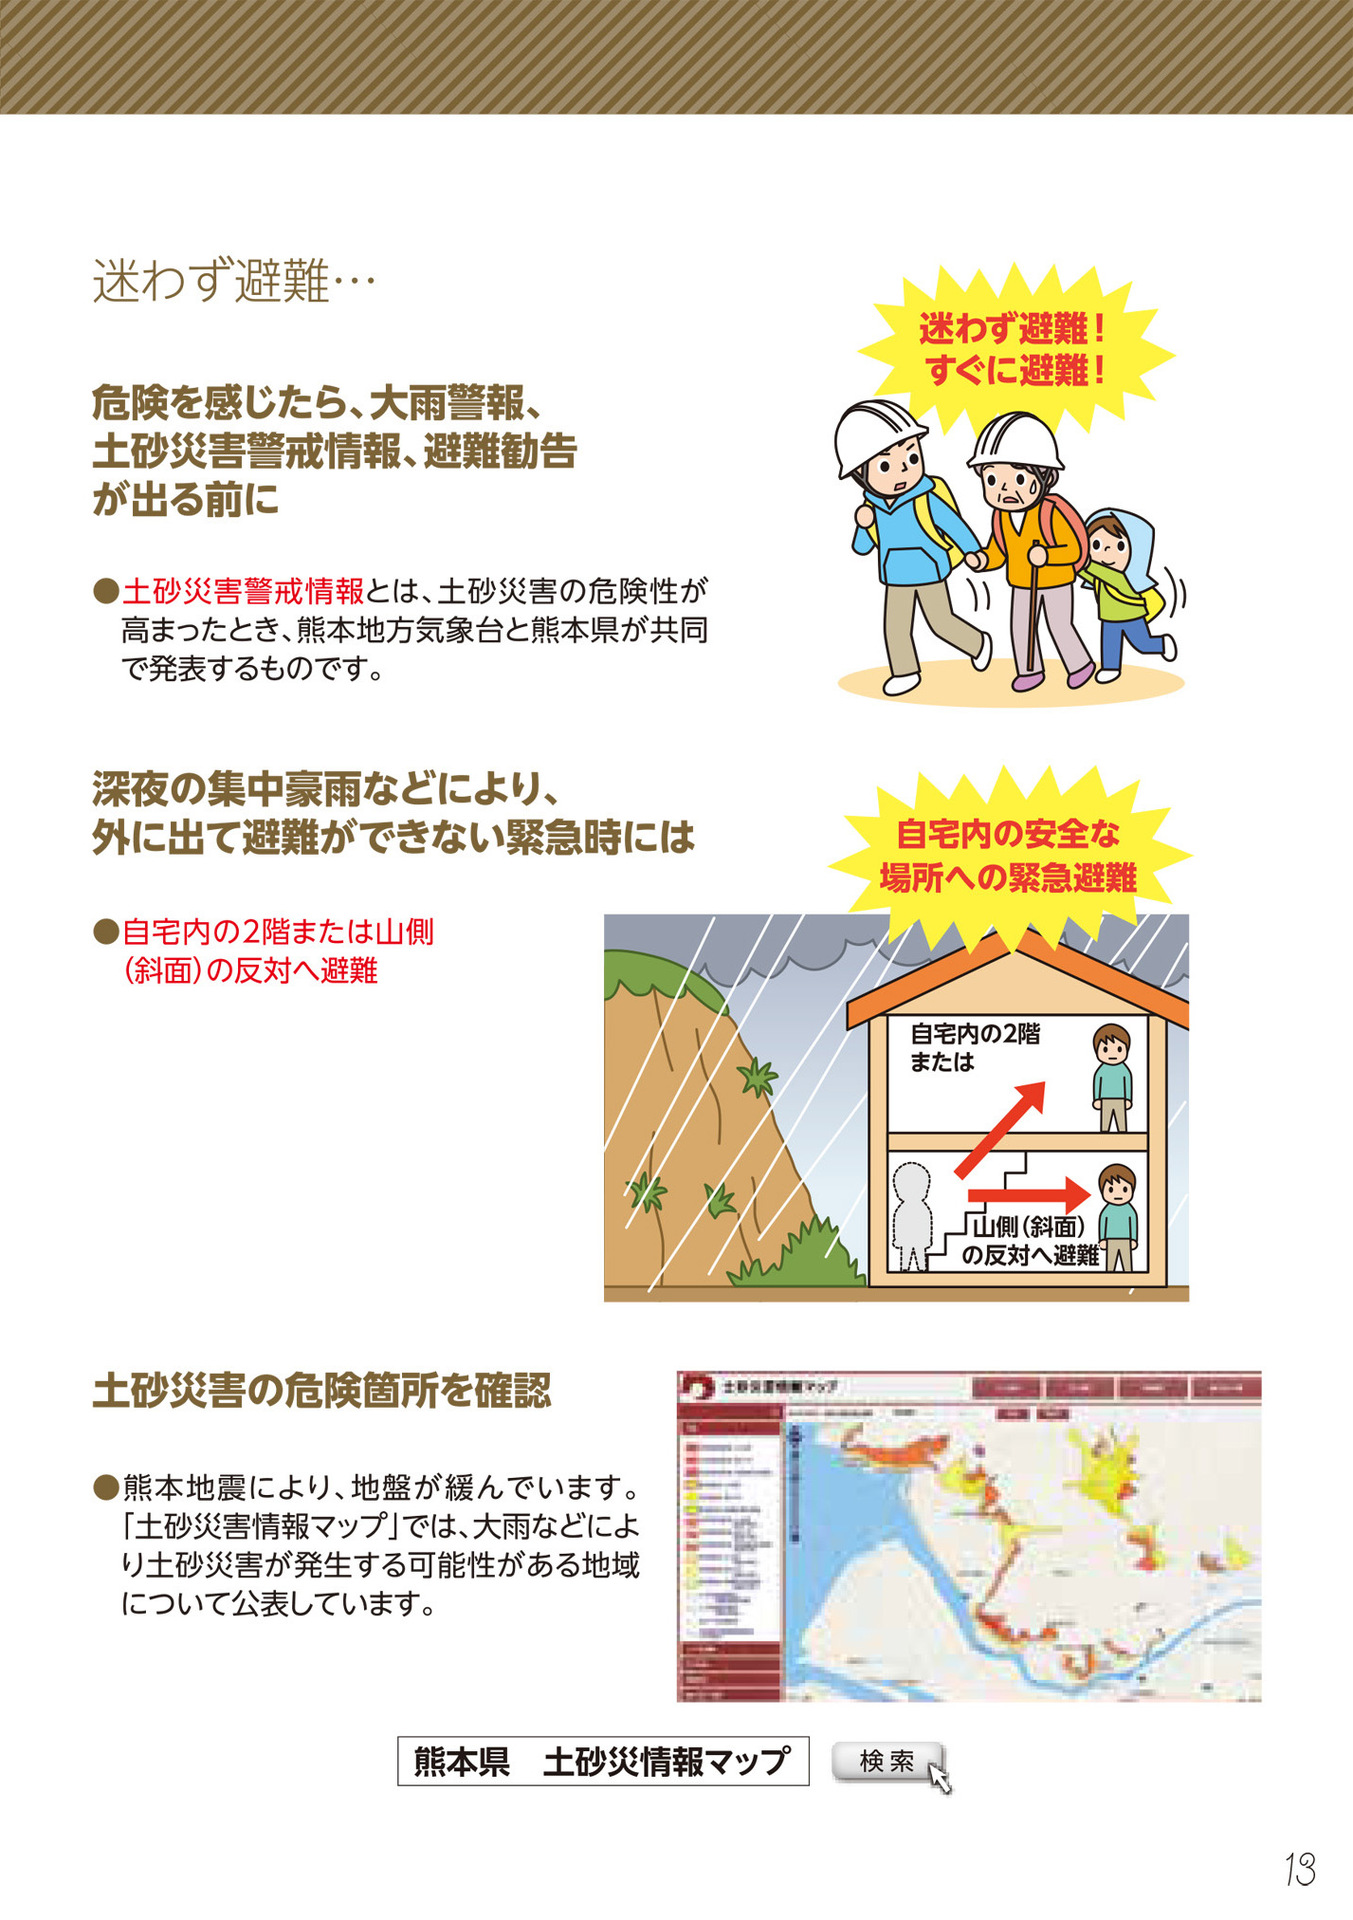 迷わず避難…
迷わず避難！
すぐに避難！
危険を感じたら、大雨警報、
土砂災害警戒情報、避難勧告
が出る前に
●土砂災害警戒情報とは、土砂災害の危険性が
高まったとき、熊本地方気象台と熊本県が共同
で発表するものです。
深夜の集中豪雨などにより、
外に出て避難ができない緊急時には
自宅内の安全な
場所への緊急避難
●自宅内の2階または山側
（斜面）の反対へ避難
自宅内の2階
または
山側（斜面）
の反対へ避難
土砂災害の危険箇所を確認
●熊本地震により、地盤が緩んでいます。
「土砂災害情報マップ」では、大雨などによ
り土砂災害が発生する可能性がある地域
について公表しています。
土砂災害情報マップ
熊本県　土砂災情報マップ
検索
13